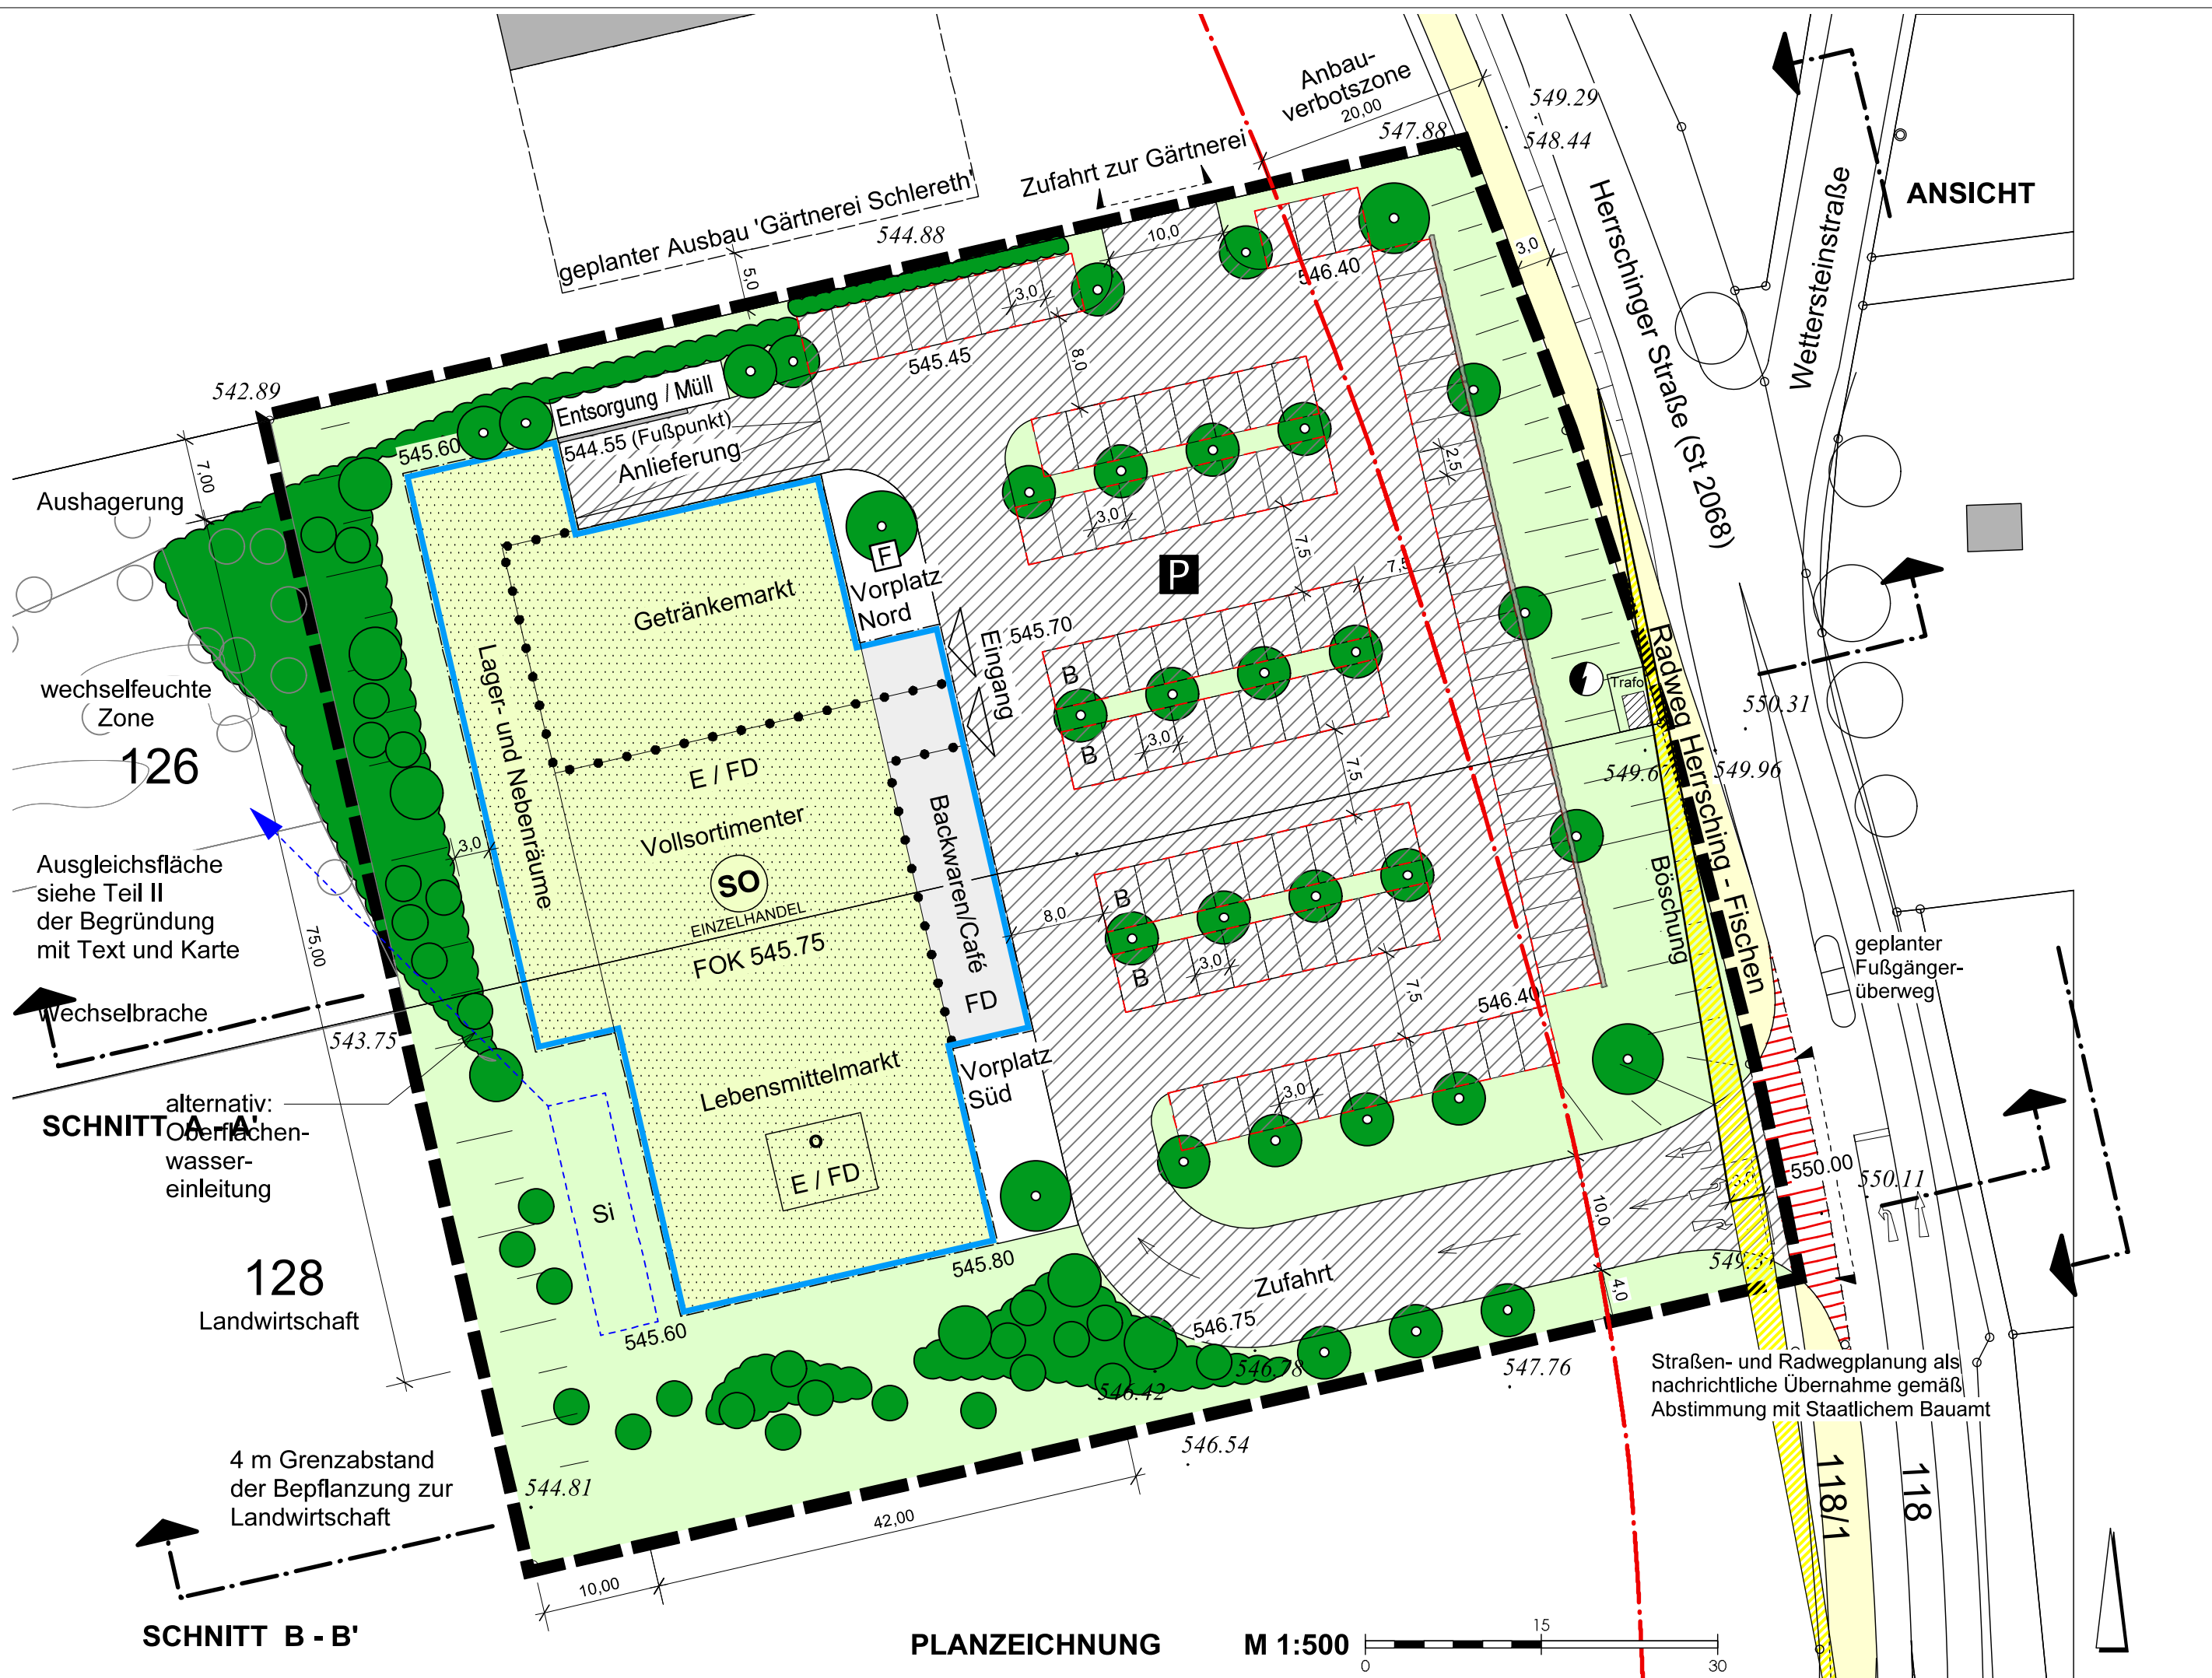 Anbau-
verbotszone
20,00
549.29
547.88
548.44
ANSICHT
Zufahrt zur Gärtnerei
geplanter Ausbau 'Gärtnerei Schlereth'
544.88
5,0
10,0
3,0
546.40
Herrschinger Straße (St 2068)
Wettersteinstraße
3,0
8,0
545.45
542.89
Entsorgung / Müll
544.55 (Fußpunkt)
Anlieferung
545.60
7,00
Aushagerung
2,5
3,0
7,5
7,5
P
F
Vorplatz
Nord
Getränkemarkt
Eingang
545.70
Lager- und Nebenräume
wechselfeuchte
Zone
126
B
B
3,0
7,5
Trafo
Radweg Herrsching - Fischen
550.31
549.67
549.96
E / FD
Vollsortimenter
SO
EINZELHANDEL
FOK 545.75
Backwaren/Café
FD
3,0
8,0
B
B
3,0
7,5
Böschung
Ausgleichsfläche
siehe Teil II
der Begründung
mit Text und Karte
75,00
Wechselbrache
543.75
geplanter
Fußgänger-
überweg
546.40
3,0
SCHNITT A - A'
alternativ:
Oberflächen-
wasser-
einleitung
Lebensmittelmarkt
E / FD
Vorplatz
Süd
Si
550.00
550.11
3,0
10,0
549.31
4,0
Zufahrt
545.80
546.75
545.60
546.78
546.42
547.76
546.54
128
Landwirtschaft
Straßen- und Radwegplanung als
nachrichtliche Übernahme gemäß
Abstimmung mit Staatlichem Bauamt
4 m Grenzabstand
der Bepflanzung zur
Landwirtschaft
544.81
42,00
10,00
118/1
118
SCHNITT B - B'
PLANZEICHNUNG
M 1:500
0
15
30